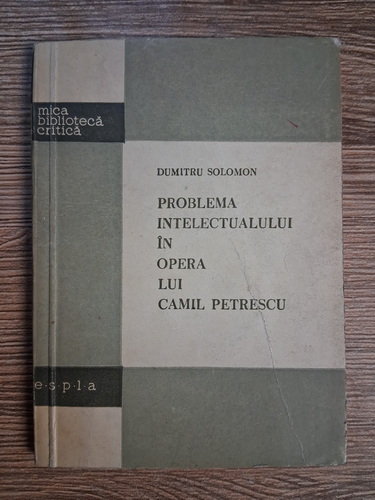 mica
bibliotecă
critică
DUMITRU SOLOMON
PROBLEMA
INTELECTUALULUI
ÎN
OPERA
LUI
CAMIL PETRESCU
e·s·p·l·a